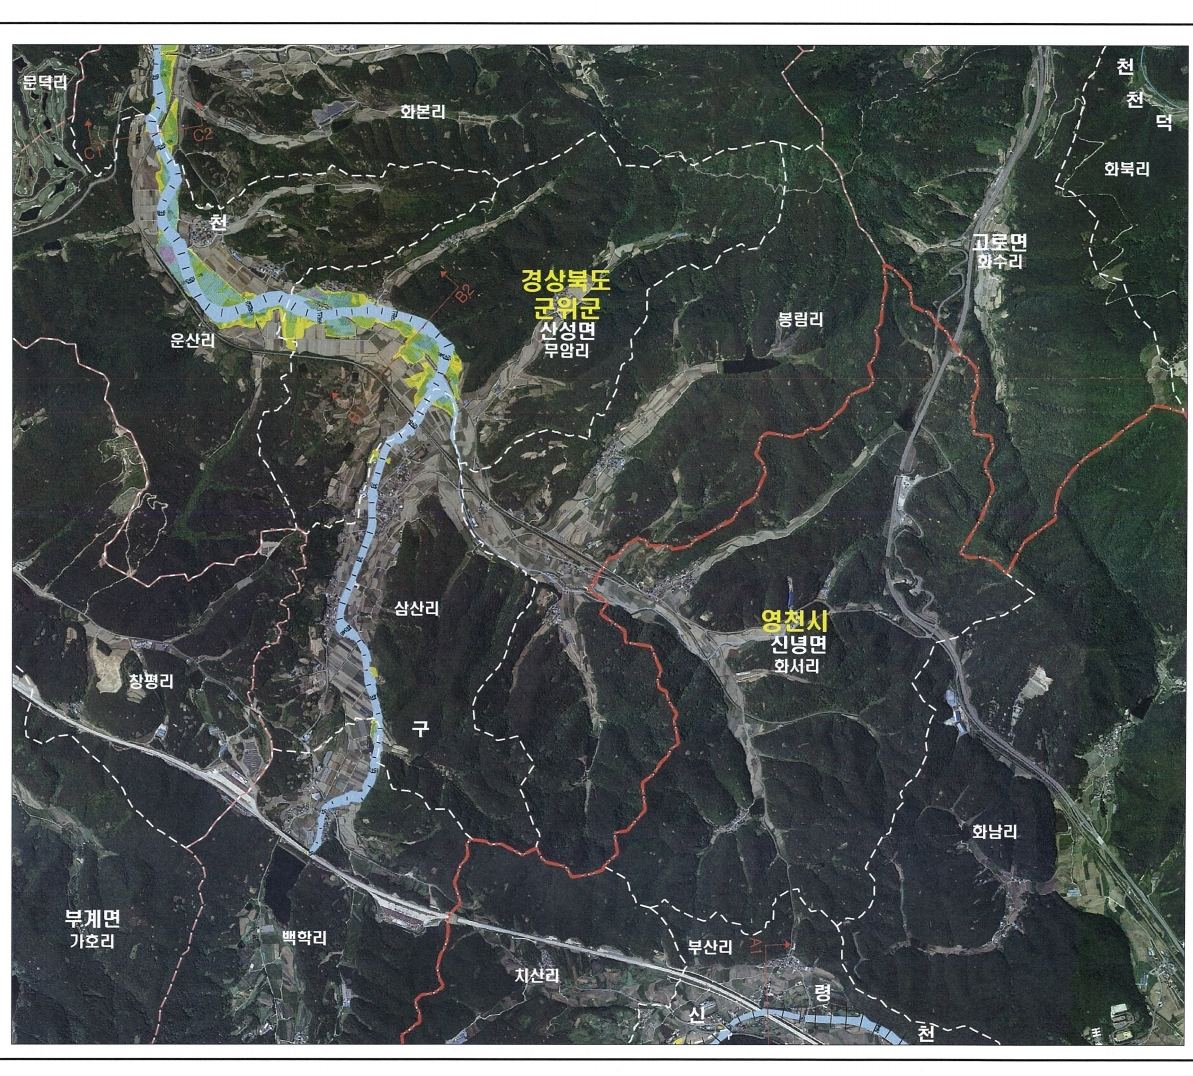 문덕리
화본리
천
천
덕
C1
C2
화북리
천
고로면
화수리
경상북도
군위군
산성면
무암리
B2
봉림리
운산리
삼산리
영천시
신녕면
화서리
창평리
구
화남리
부계면
가호리
백학리
부산리
A1
치산리
령
신
천